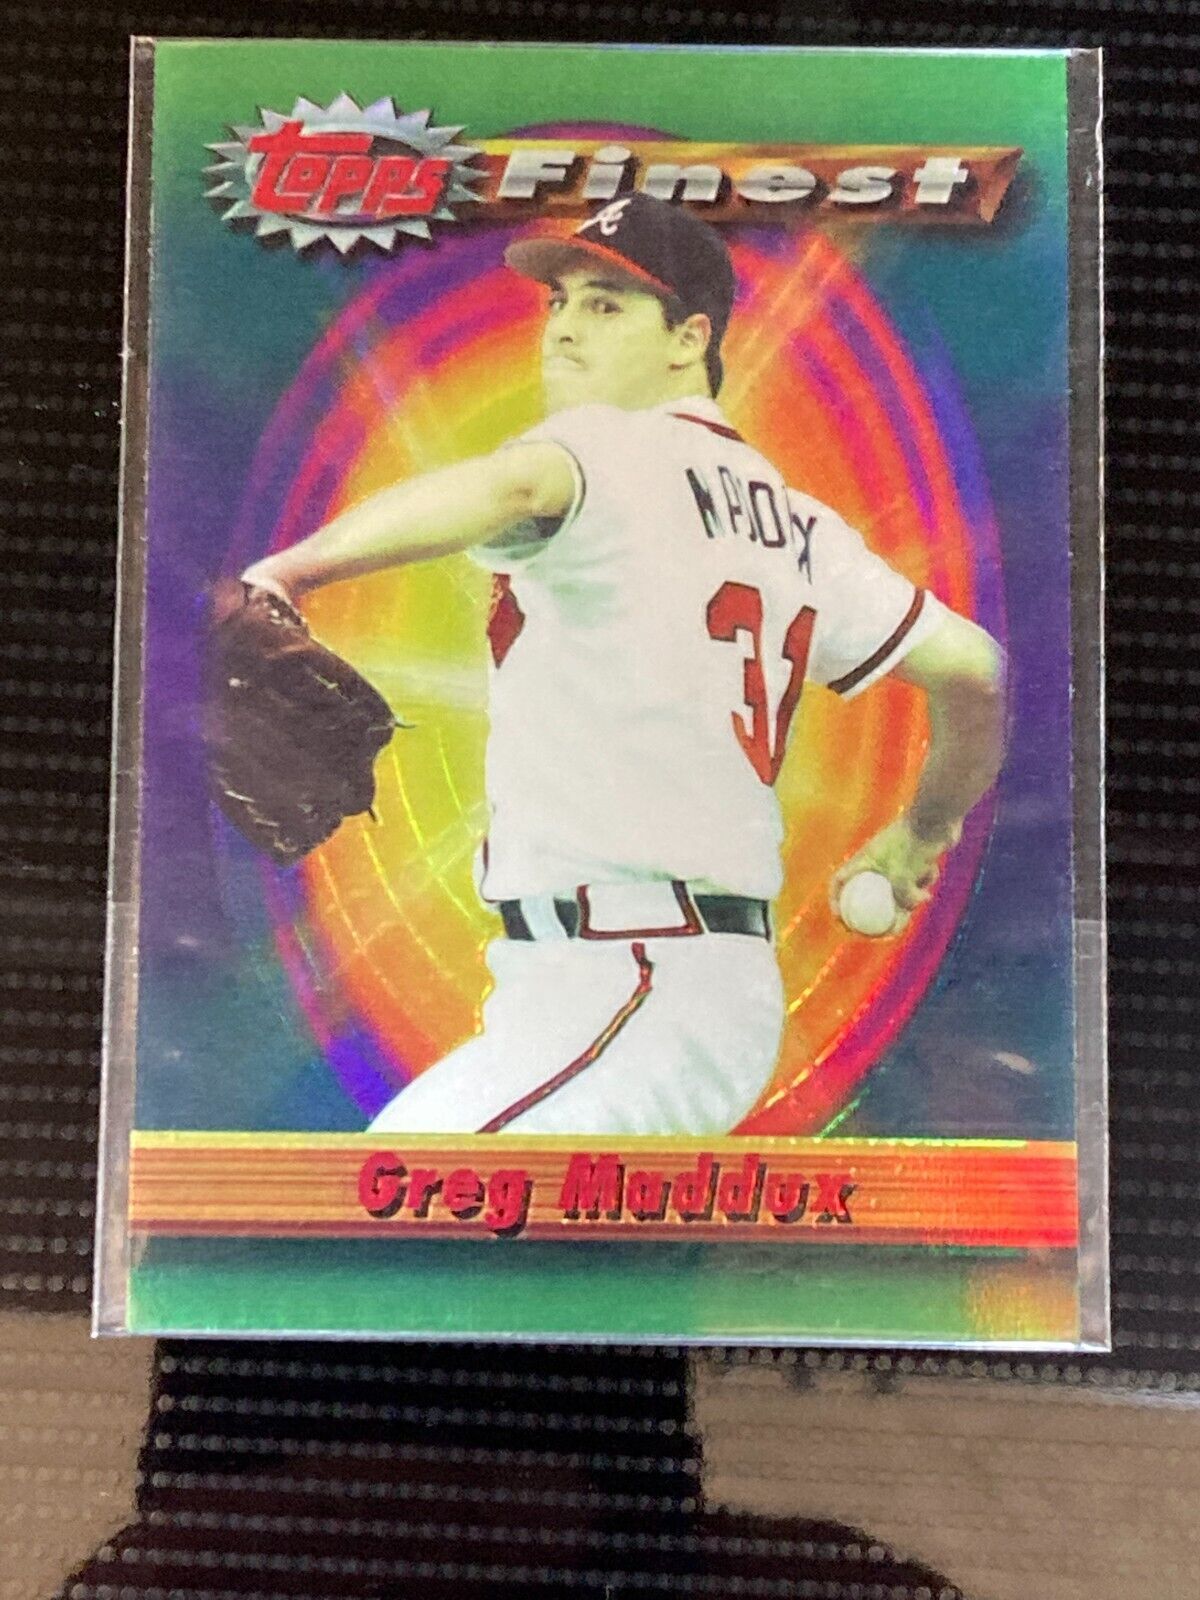 Topps Finest
A
MADDUX
31
Greg Maddux